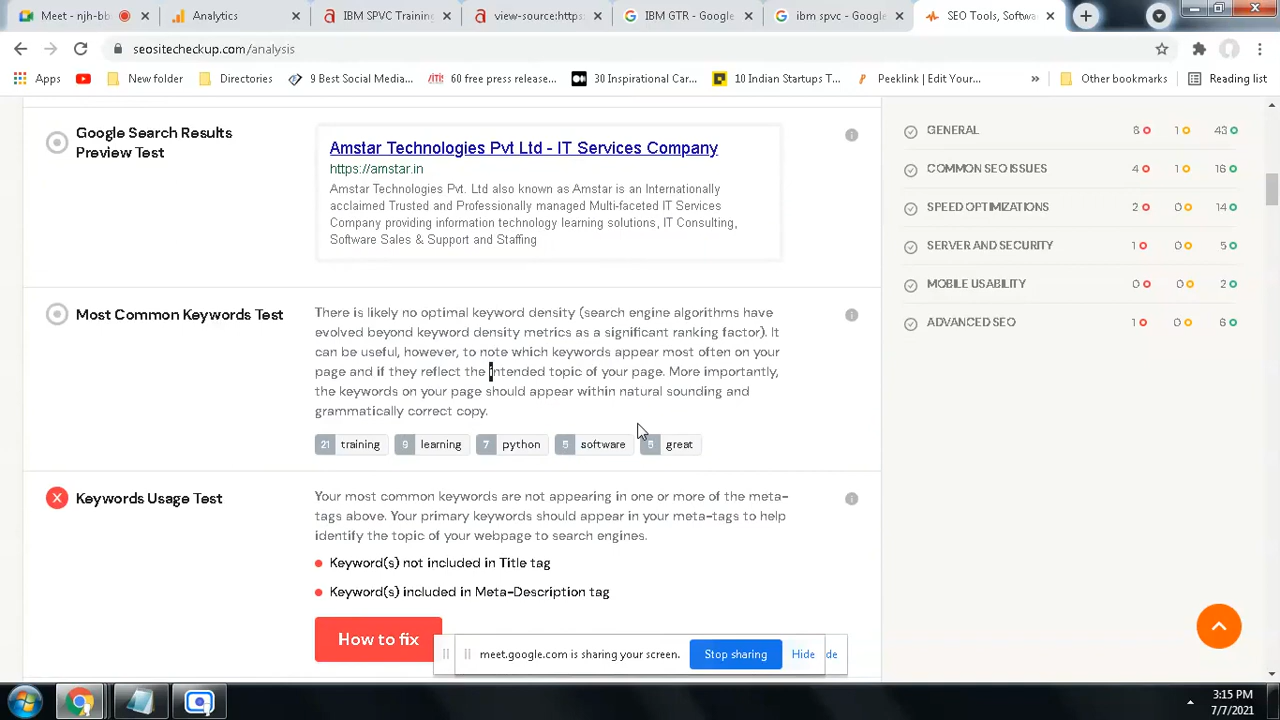 Meet - njh-bb
Analytics
IBM SPVC Training
view-source:https
IBM GTR - Google
ibm spvc - Google
SEO Tools, Softwa
seositecheckup.com/analysis
Apps
New folder
Directories
9 Best Social Media...
60 free press release...
30 Inspirational Car...
10 Indian Startups T...
Peeklink | Edit Your...
»
Other bookmarks
Reading list
Google Search Results
Preview Test
Amstar Technologies Pvt Ltd - IT Services Company
https://amstar.in
Amstar Technologies Pvt. Ltd also known as Amstar is an Internationally
acclaimed Trusted and Professionally managed Multi-faceted IT Services
Company providing information technology learning solutions, IT Consulting,
Software Sales & Support and Staffing
Most Common Keywords Test
There is likely no optimal keyword density (search engine algorithms have
evolved beyond keyword density metrics as a significant ranking factor). It
can be useful, however, to note which keywords appear most often on your
page and if they reflect the intended topic of your page. More importantly,
the keywords on your page should appear within natural sounding and
grammatically correct copy.
21 training 9 learning 7 python 5 software 5 great
Keywords Usage Test
Your most common keywords are not appearing in one or more of the meta-
tags above. Your primary keywords should appear in your meta-tags to help
identify the topic of your webpage to search engines.
Keyword(s) not included in Title tag
Keyword(s) included in Meta-Description tag
How to fix
GENERAL 8 1 43
COMMON SEO ISSUES 4 1 16
SPEED OPTIMIZATIONS 2 0 14
SERVER AND SECURITY 1 0 5
MOBILE USABILITY 0 0 2
ADVANCED SEO 1 0 6
meet.google.com is sharing your screen. Stop sharing Hide de
3:15 PM
7/7/2021